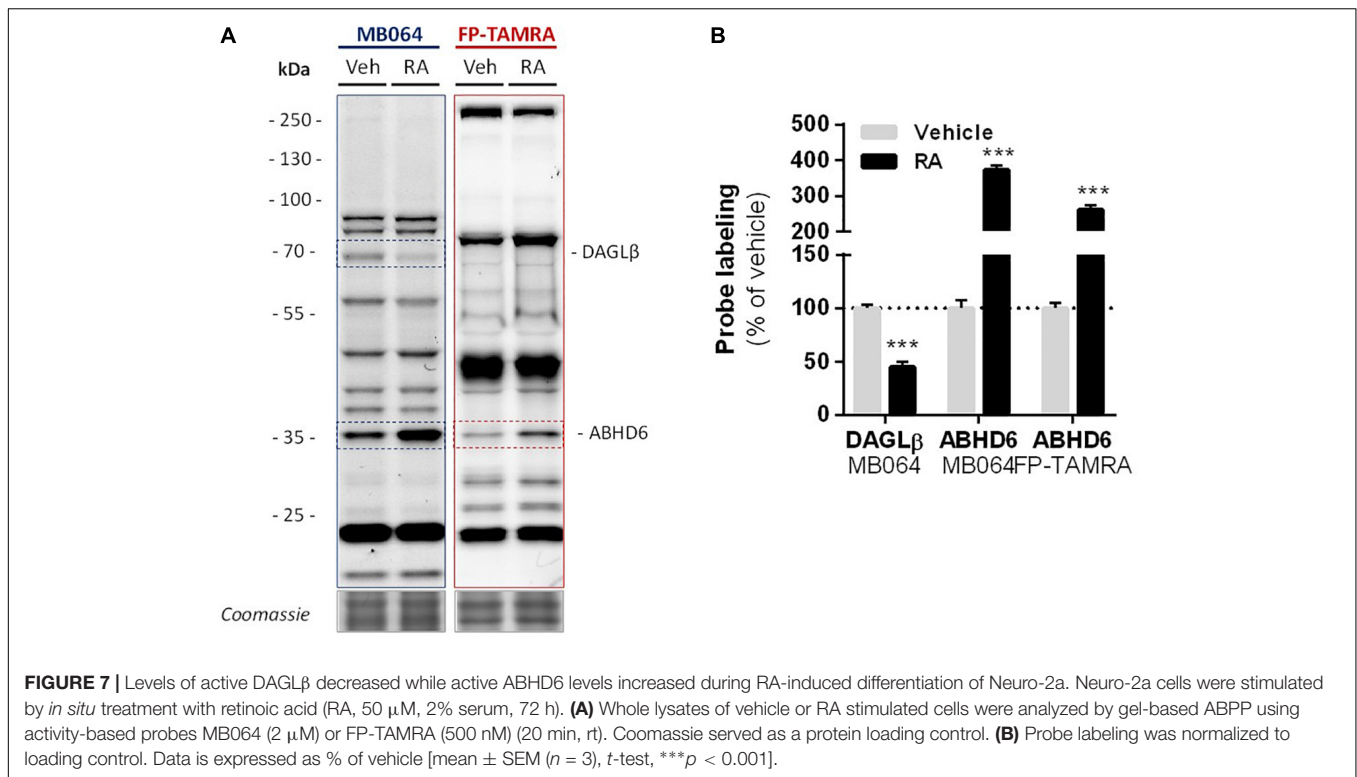 A
MB064 FP-TAMRA
kDa Veh RA Veh RA
- 250 -
- 130 -
- 100 -
- 70 -
- DAGLβ
- 55 -
- 35 -
- ABHD6
- 25 -
Coomassie
B
500
400
300
200
150
100
50
0
Probe labeling
(% of vehicle)
Vehicle
RA
***
***
***
DAGLβ ABHD6 ABHD6
MB064 MB064 FP-TAMRA
FIGURE 7 | Levels of active DAGLβ decreased while active ABHD6 levels increased during RA-induced differentiation of Neuro-2a. Neuro-2a cells were stimulated
by in situ treatment with retinoic acid (RA, 50 μM, 2% serum, 72 h). (A) Whole lysates of vehicle or RA stimulated cells were analyzed by gel-based ABPP using
activity-based probes MB064 (2 μM) or FP-TAMRA (500 nM) (20 min, rt). Coomassie served as a protein loading control. (B) Probe labeling was normalized to
loading control. Data is expressed as % of vehicle [mean ± SEM (n = 3), t-test, ***p < 0.001].